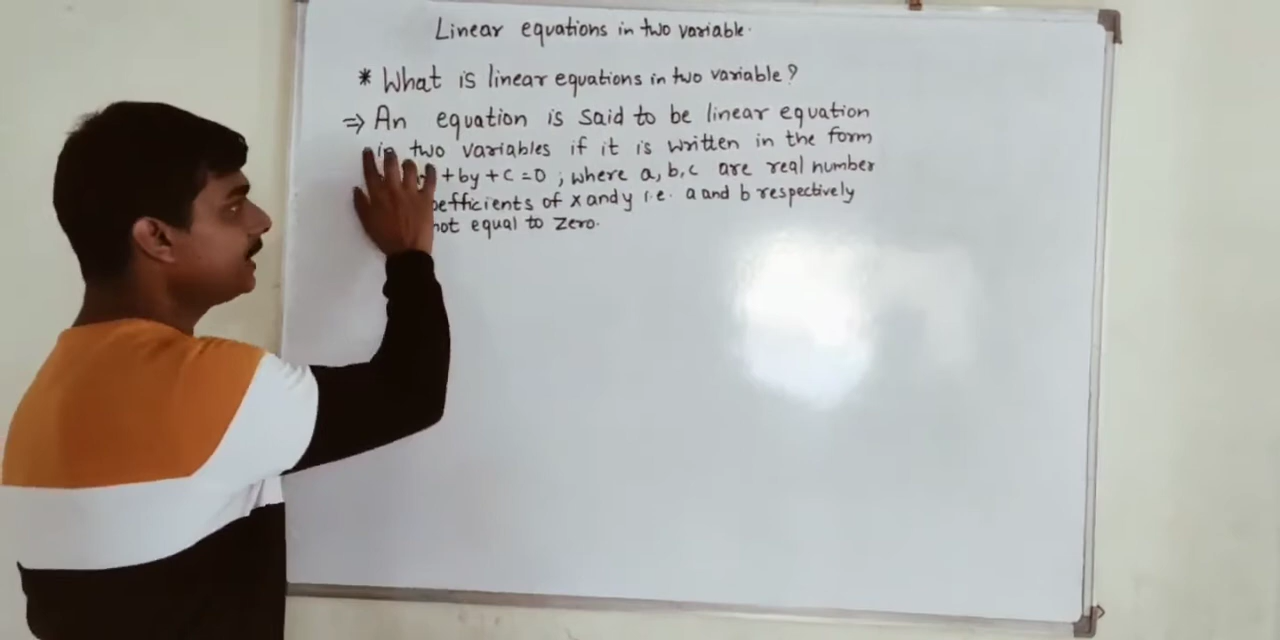 Linear equations in two variable.
* What is linear equations in two variable?
⇒ An equation is said to be linear equation
in two variables if it is written in the form
+by+c=0 ; where a, b, c are real number
of x and y i.e. a and b respectively
not equal to zero.